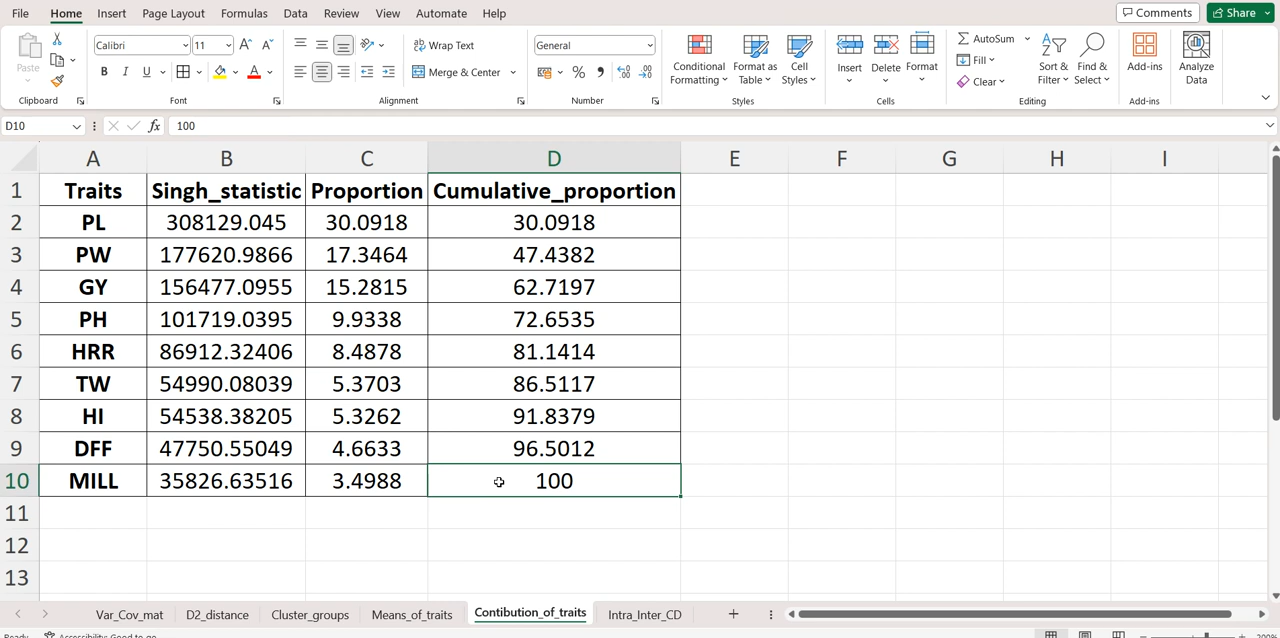 File Home Insert Page Layout Formulas Data Review View Automate Help Comments Share
Paste Calibri 11 A A Wrap Text General Conditional Formatting Format as Table Cell Styles Insert Delete Format AutoSum Fill Clear Sort & Filter Find & Select Add-ins Analyze Data
B I U A Merge & Center % 9
Clipboard Font Alignment Number Styles Cells Editing Add-ins
D10 fx 100
A B C D E F G H I
1 Traits Singh_statistic Proportion Cumulative_proportion
2 PL 308129.045 30.0918 30.0918
3 PW 177620.9866 17.3464 47.4382
4 GY 156477.0955 15.2815 62.7197
5 PH 101719.0395 9.9338 72.6535
6 HRR 86912.32406 8.4878 81.1414
7 TW 54990.08039 5.3703 86.5117
8 HI 54538.38205 5.3262 91.8379
9 DFF 47750.55049 4.6633 96.5012
10 MILL 35826.63516 3.4988 100
11
12
13
Var_Cov_mat D2_distance Cluster_groups Means_of_traits Contibution_of_traits Intra_Inter_CD
Ready Accessibility: Good to go 200%